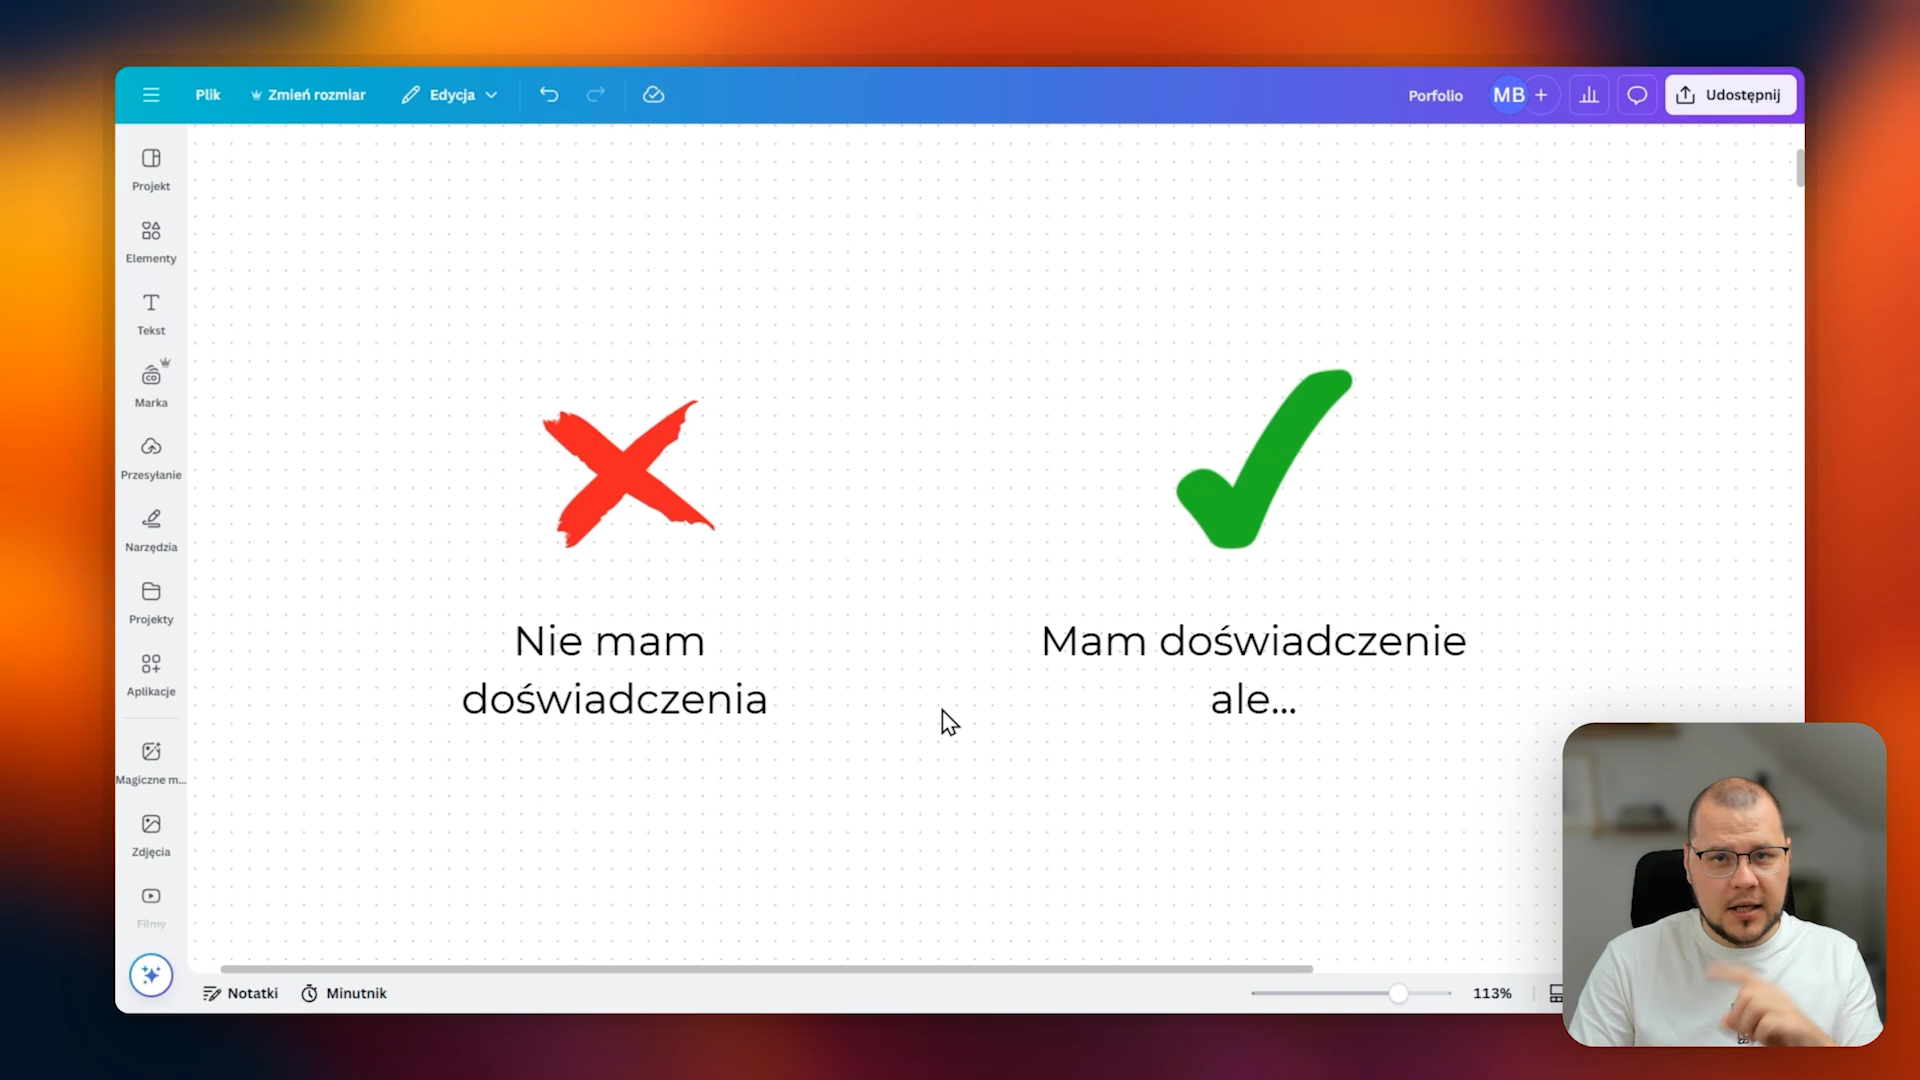 Plik
Zmień rozmiar
Edycja
Porfolio
MB
+
Udostępnij
Projekt
Elementy
Tekst
Marka
Przesyłanie
Narzędzia
Projekty
Aplikacje
Magiczne m...
Zdjęcia
Filmy
Nie mam
doświadczenia
Mam doświadczenie
ale...
Notatki
Minutnik
113%